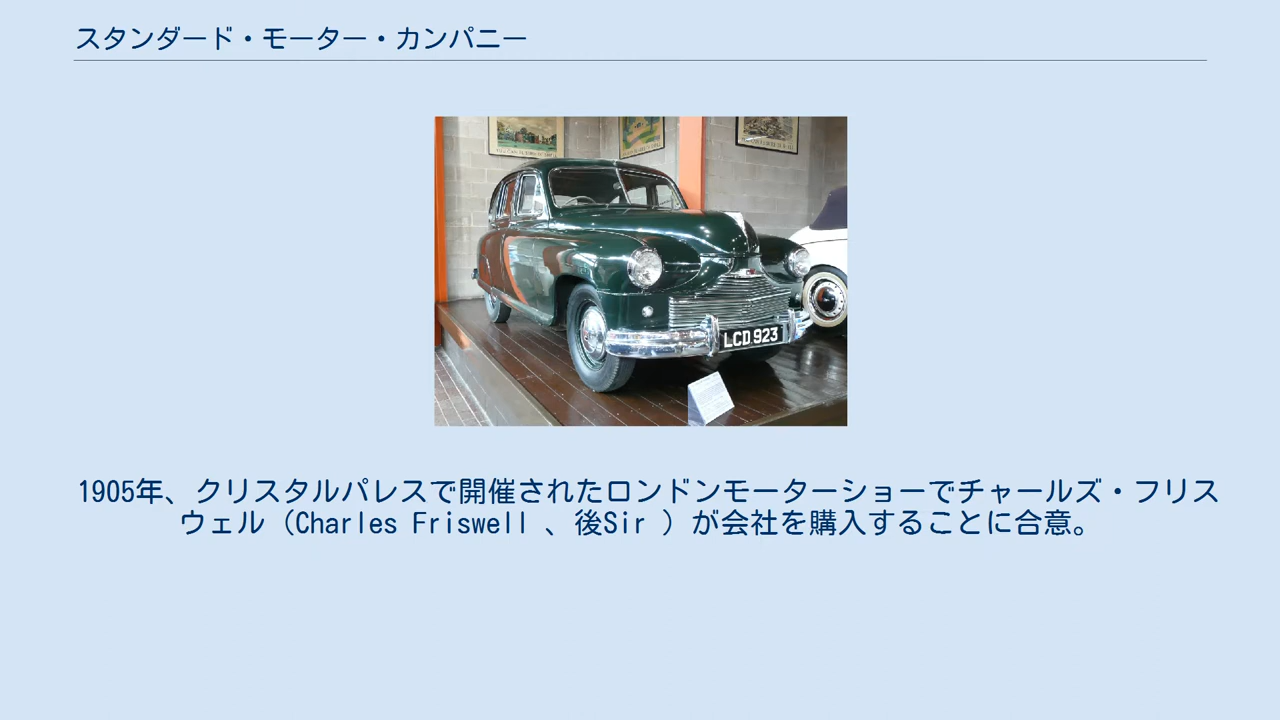 スタンダード・モーター・カンパニー
LCD 923
1905年、クリスタルパレスで開催されたロンドンモーターショーでチャールズ・フリス
ウェル（Charles Friswell 、後Sir ）が会社を購入することに合意。